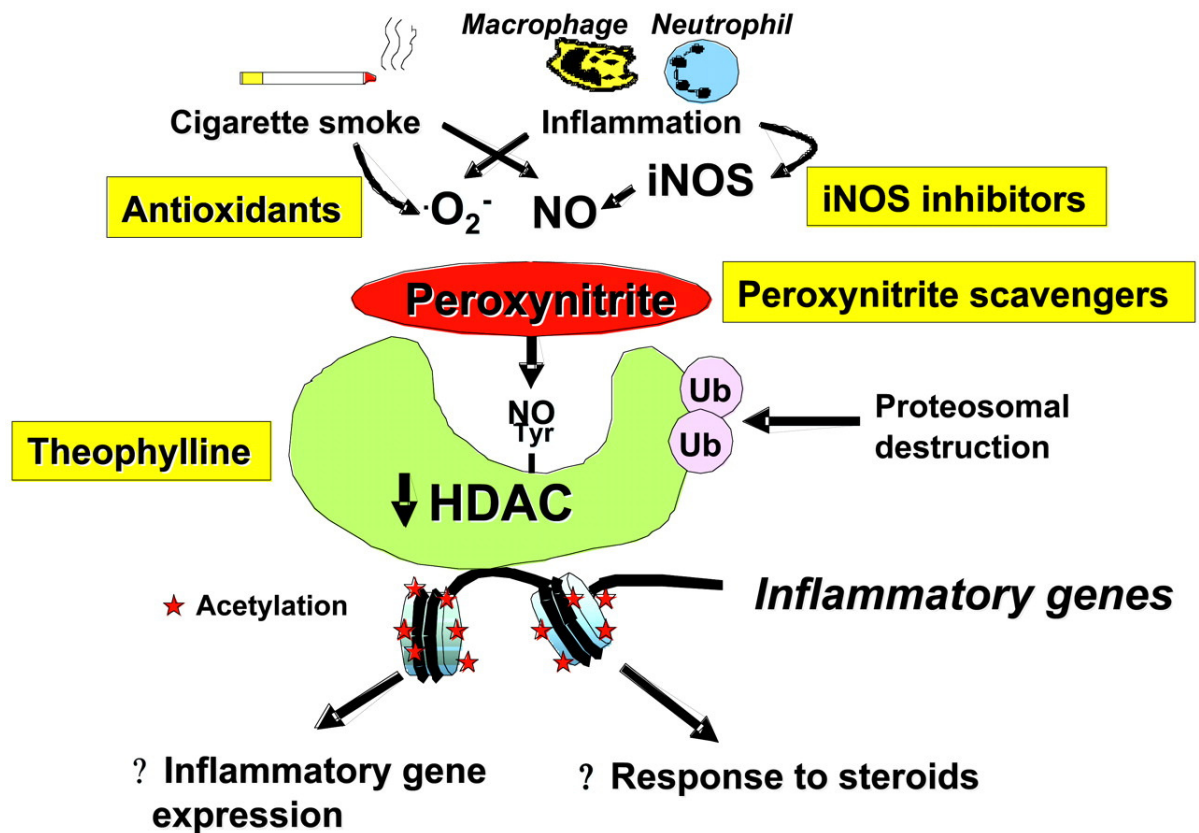 Macrophage Neutrophil
Cigarette smoke
Inflammation
iNOS
Antioxidants
·O2-
NO
iNOS inhibitors
Peroxynitrite
Peroxynitrite scavengers
NO
Tyr
Ub
Ub
Proteosomal
destruction
Theophylline
HDAC
Acetylation
Inflammatory genes
? Inflammatory gene
expression
? Response to steroids